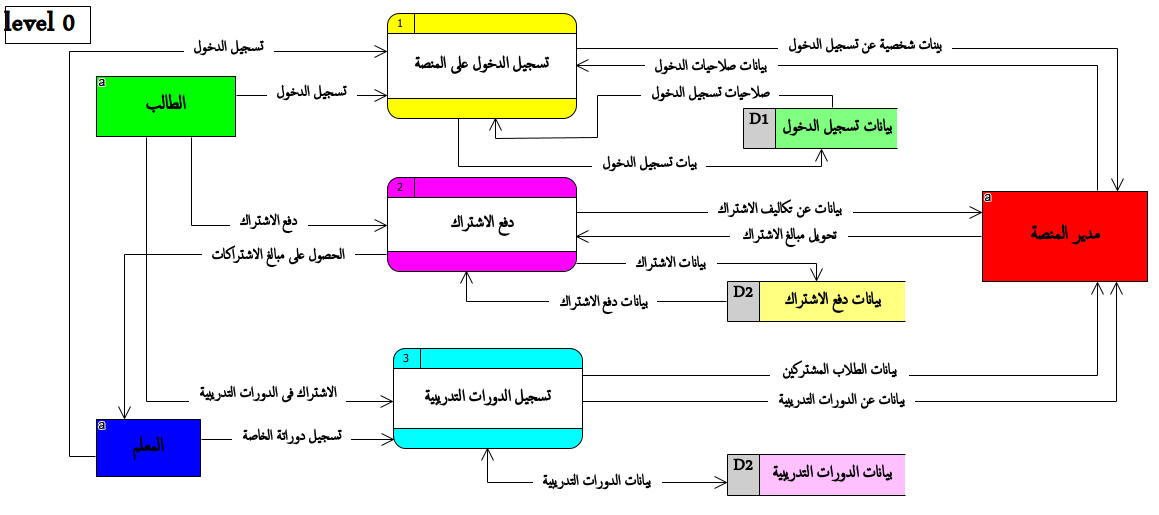 level 0
1
تسجيل الدخول على المنصة
تسجيل الدخول
بينات شخصية عن تسجيل الدخول
بيانات صلاحيات الدخول
a
الطالب
تسجيل الدخول
صلاحيات تسجيل الدخول
D1
بيانات تسجيل الدخول
بيات تسجيل الدخول
2
دفع الاشتراك
a
مدير المنصة
دفع الاشتراك
بيانات عن تكاليف الاشتراك
تحويل مبالغ الاشتراك
الحصول على مبالغ الاشتراكات
بيانات الاشتراك
D2
بيانات دفع الاشتراك
بيانات دفع الاشتراك
3
تسجيل الدورات التدريبية
بيانات الطلاب المشتركين
الاشتراك فى الدورات التدريبية
بيانات عن الدورات التدريبية
a
المعلم
تسجيل دوراتة الخاصة
D2
بيانات الدورات التدريبية
بيانات الدورات التدريبية